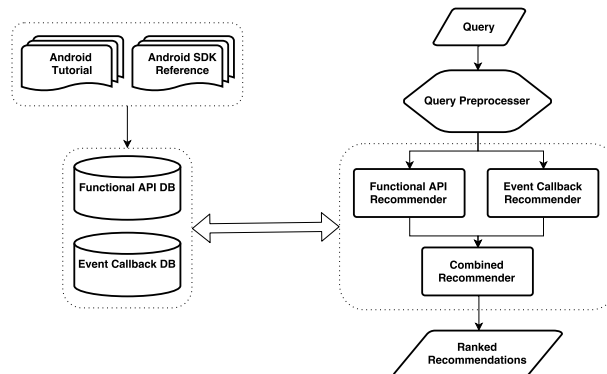 Android
Tutorial
Android SDK
Reference
Functional API DB
Event Callback DB
Query
Query Preprocesser
Functional API
Recommender
Event Callback
Recommender
Combined
Recommender
Ranked
Recommendations